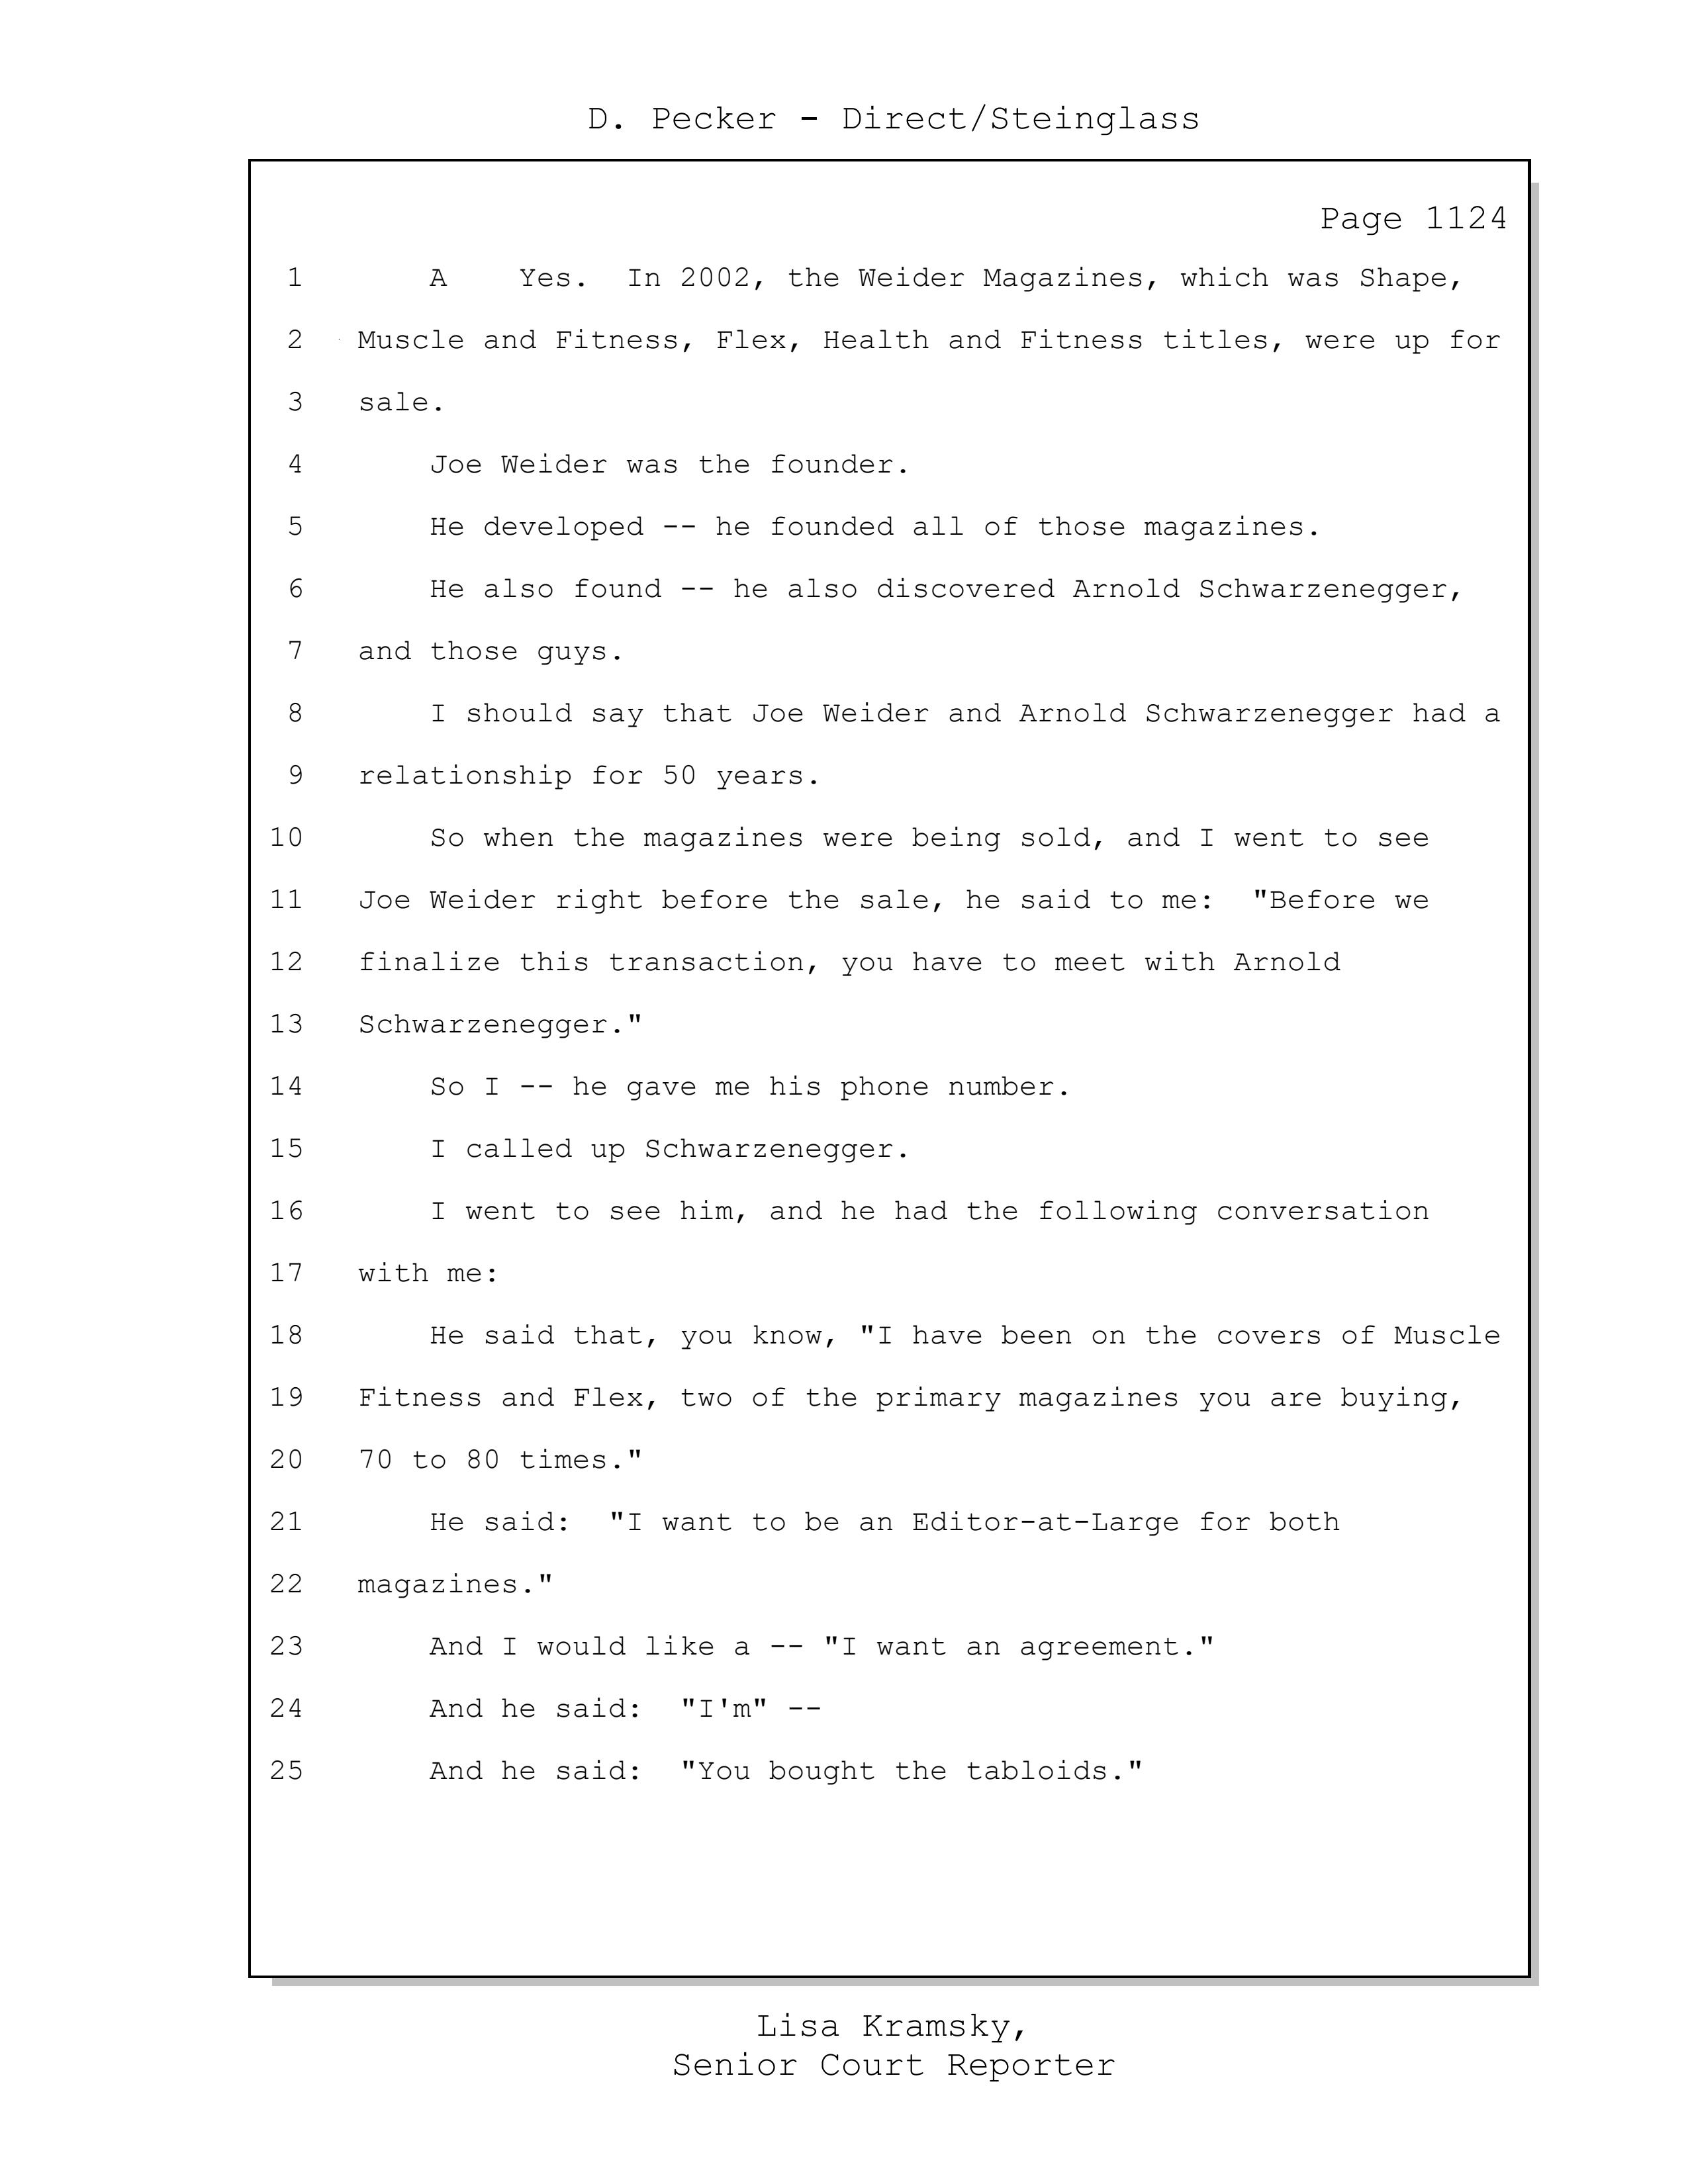 D. Pecker - Direct/Steinglass
Page 1124
1 A Yes. In 2002, the Weider Magazines, which was Shape,
2 Muscle and Fitness, Flex, Health and Fitness titles, were up for
3 sale.
4 Joe Weider was the founder.
5 He developed -- he founded all of those magazines.
6 He also found -- he also discovered Arnold Schwarzenegger,
7 and those guys.
8 I should say that Joe Weider and Arnold Schwarzenegger had a
9 relationship for 50 years.
10 So when the magazines were being sold, and I went to see
11 Joe Weider right before the sale, he said to me: "Before we
12 finalize this transaction, you have to meet with Arnold
13 Schwarzenegger."
14 So I -- he gave me his phone number.
15 I called up Schwarzenegger.
16 I went to see him, and he had the following conversation
17 with me:
18 He said that, you know, "I have been on the covers of Muscle
19 Fitness and Flex, two of the primary magazines you are buying,
20 70 to 80 times."
21 He said: "I want to be an Editor-at-Large for both
22 magazines."
23 And I would like a -- "I want an agreement."
24 And he said: "I'm" --
25 And he said: "You bought the tabloids."
Lisa Kramsky,
Senior Court Reporter